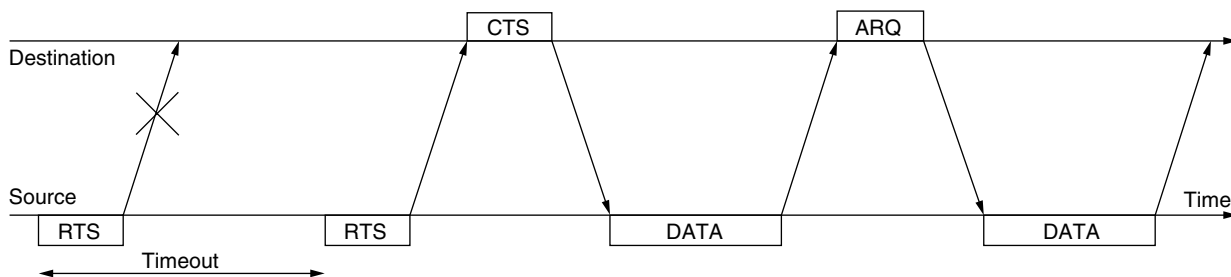 CTS ARQ
Destination
Source Time
RTS RTS DATA DATA
Timeout